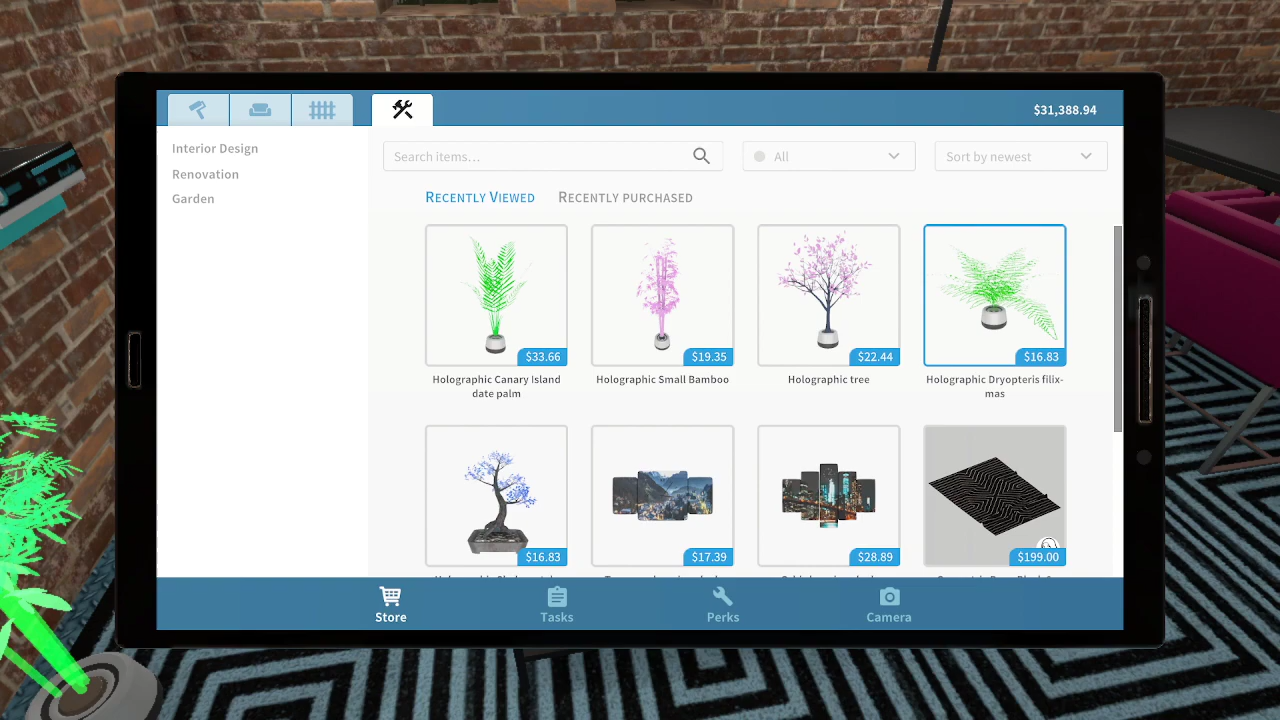 $31,388.94
Interior Design
Renovation
Garden
Search items...
All
Sort by newest
RECENTLY VIEWED
RECENTLY PURCHASED
$33.66
$19.35
$22.44
$16.83
Holographic Canary Island
date palm
Holographic Small Bamboo
Holographic tree
Holographic Dryopteris filix-
mas
$16.83
$17.39
$28.89
$199.00
Store
Tasks
Perks
Camera